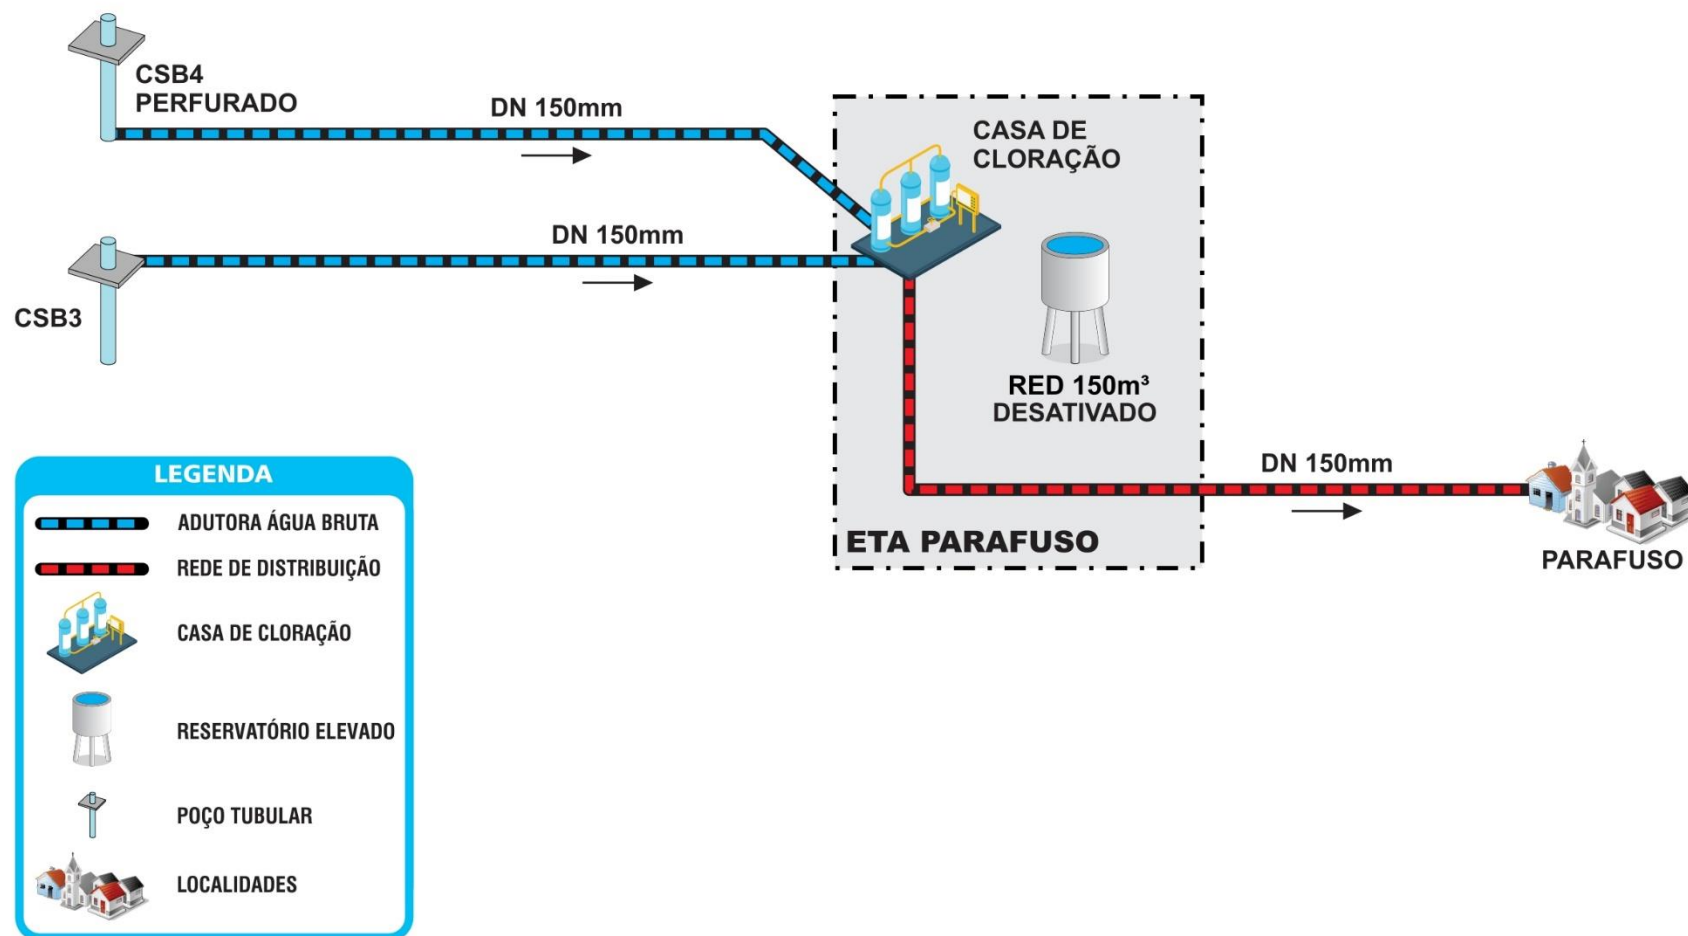 CSB4
PERFURADO
DN 150mm
CASA DE
CLORAÇÃO
DN 150mm
CSB3
RED 150m³
DESATIVADO
DN 150mm
ETA PARAFUSO
PARAFUSO
LEGENDA
ADUTORA ÁGUA BRUTA
REDE DE DISTRIBUIÇÃO
CASA DE CLORAÇÃO
RESERVATÓRIO ELEVADO
POÇO TUBULAR
LOCALIDADES